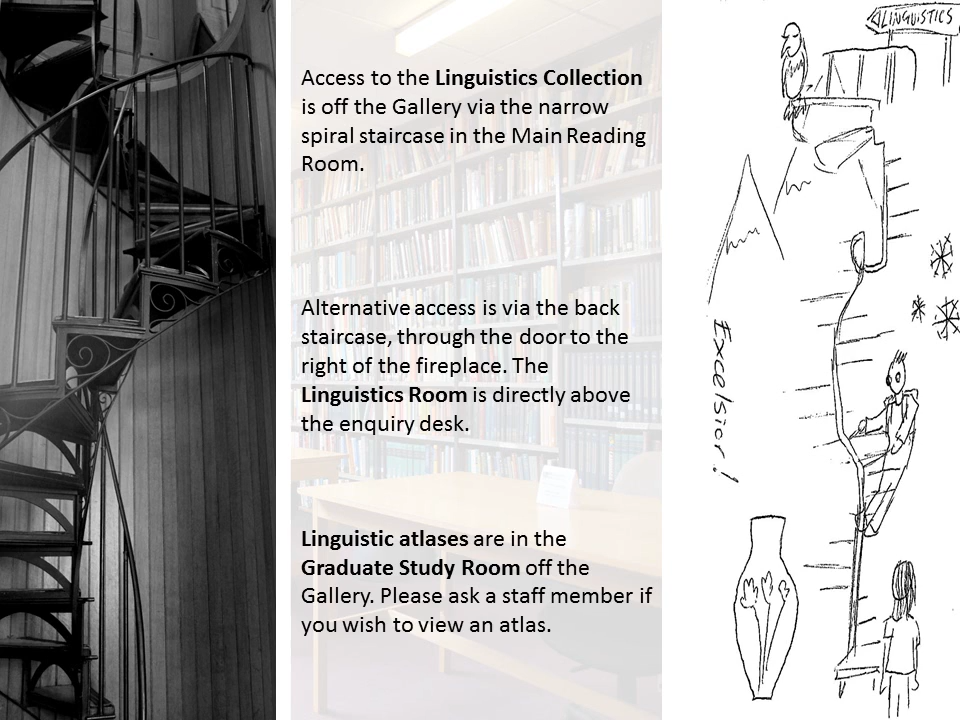 Access to the Linguistics Collection
is off the Gallery via the narrow
spiral staircase in the Main Reading
Room.
Alternative access is via the back
staircase, through the door to the
right of the fireplace. The
Linguistics Room is directly above
the enquiry desk.
Linguistic atlases are in the
Graduate Study Room off the
Gallery. Please ask a staff member if
you wish to view an atlas.
LINGUISTICS
Excelsior!